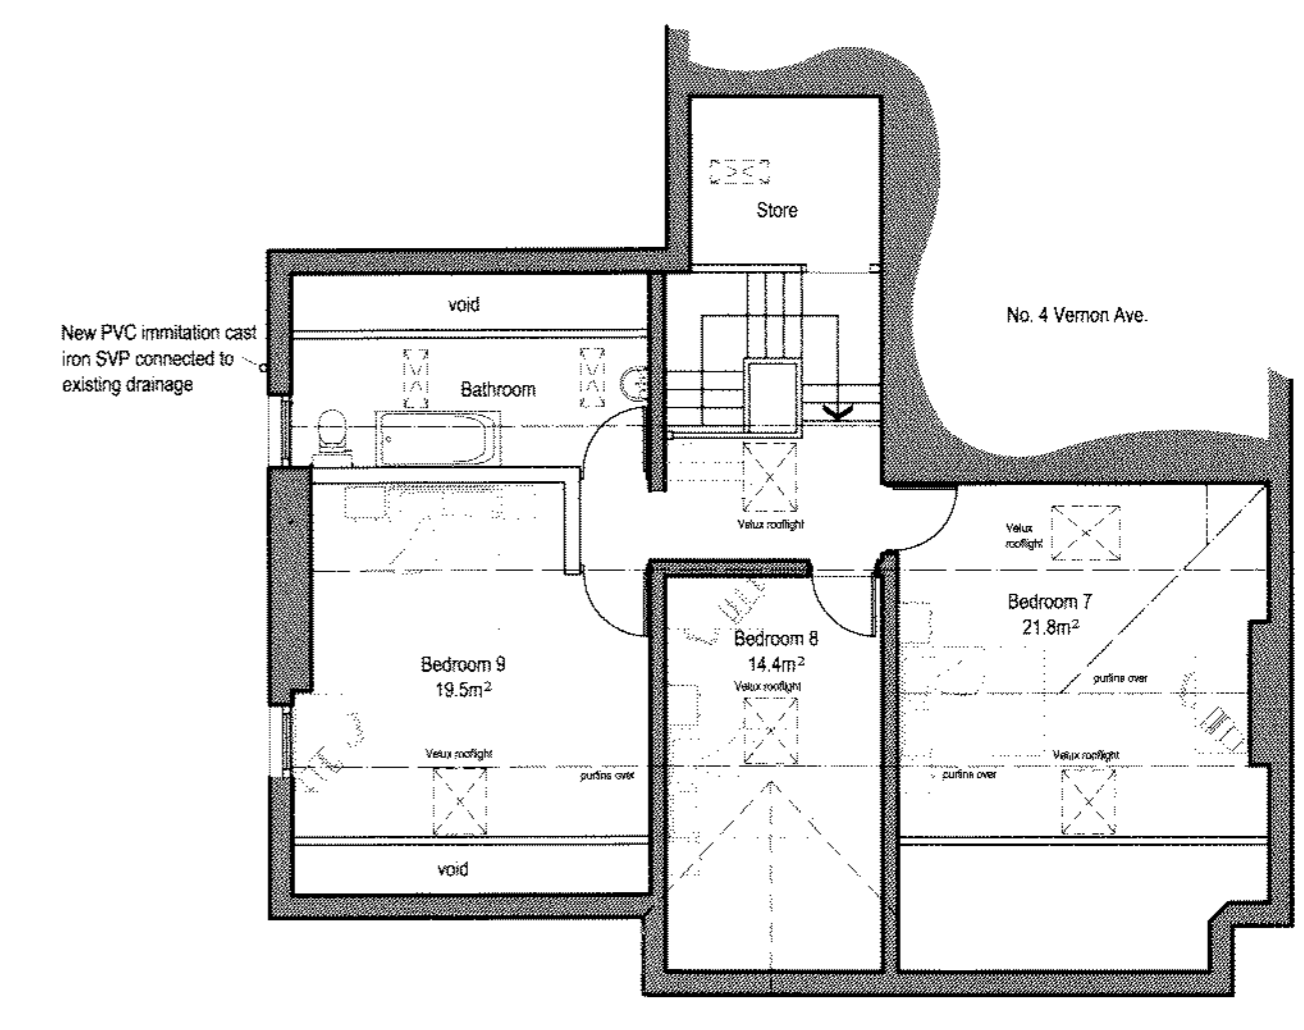 Store
void
No. 4 Vernon Ave.
New PVC immitation cast
iron SVP connected to
existing drainage
Bathroom
Velux rooflight
Velux
rooflight
Bedroom 7
21.8m²
Bedroom 8
14.4m²
Velux rooflight
Bedroom 9
19.5m²
purlins over
Velux rooflight
purlins over
Velux rooflight
purlins over
void